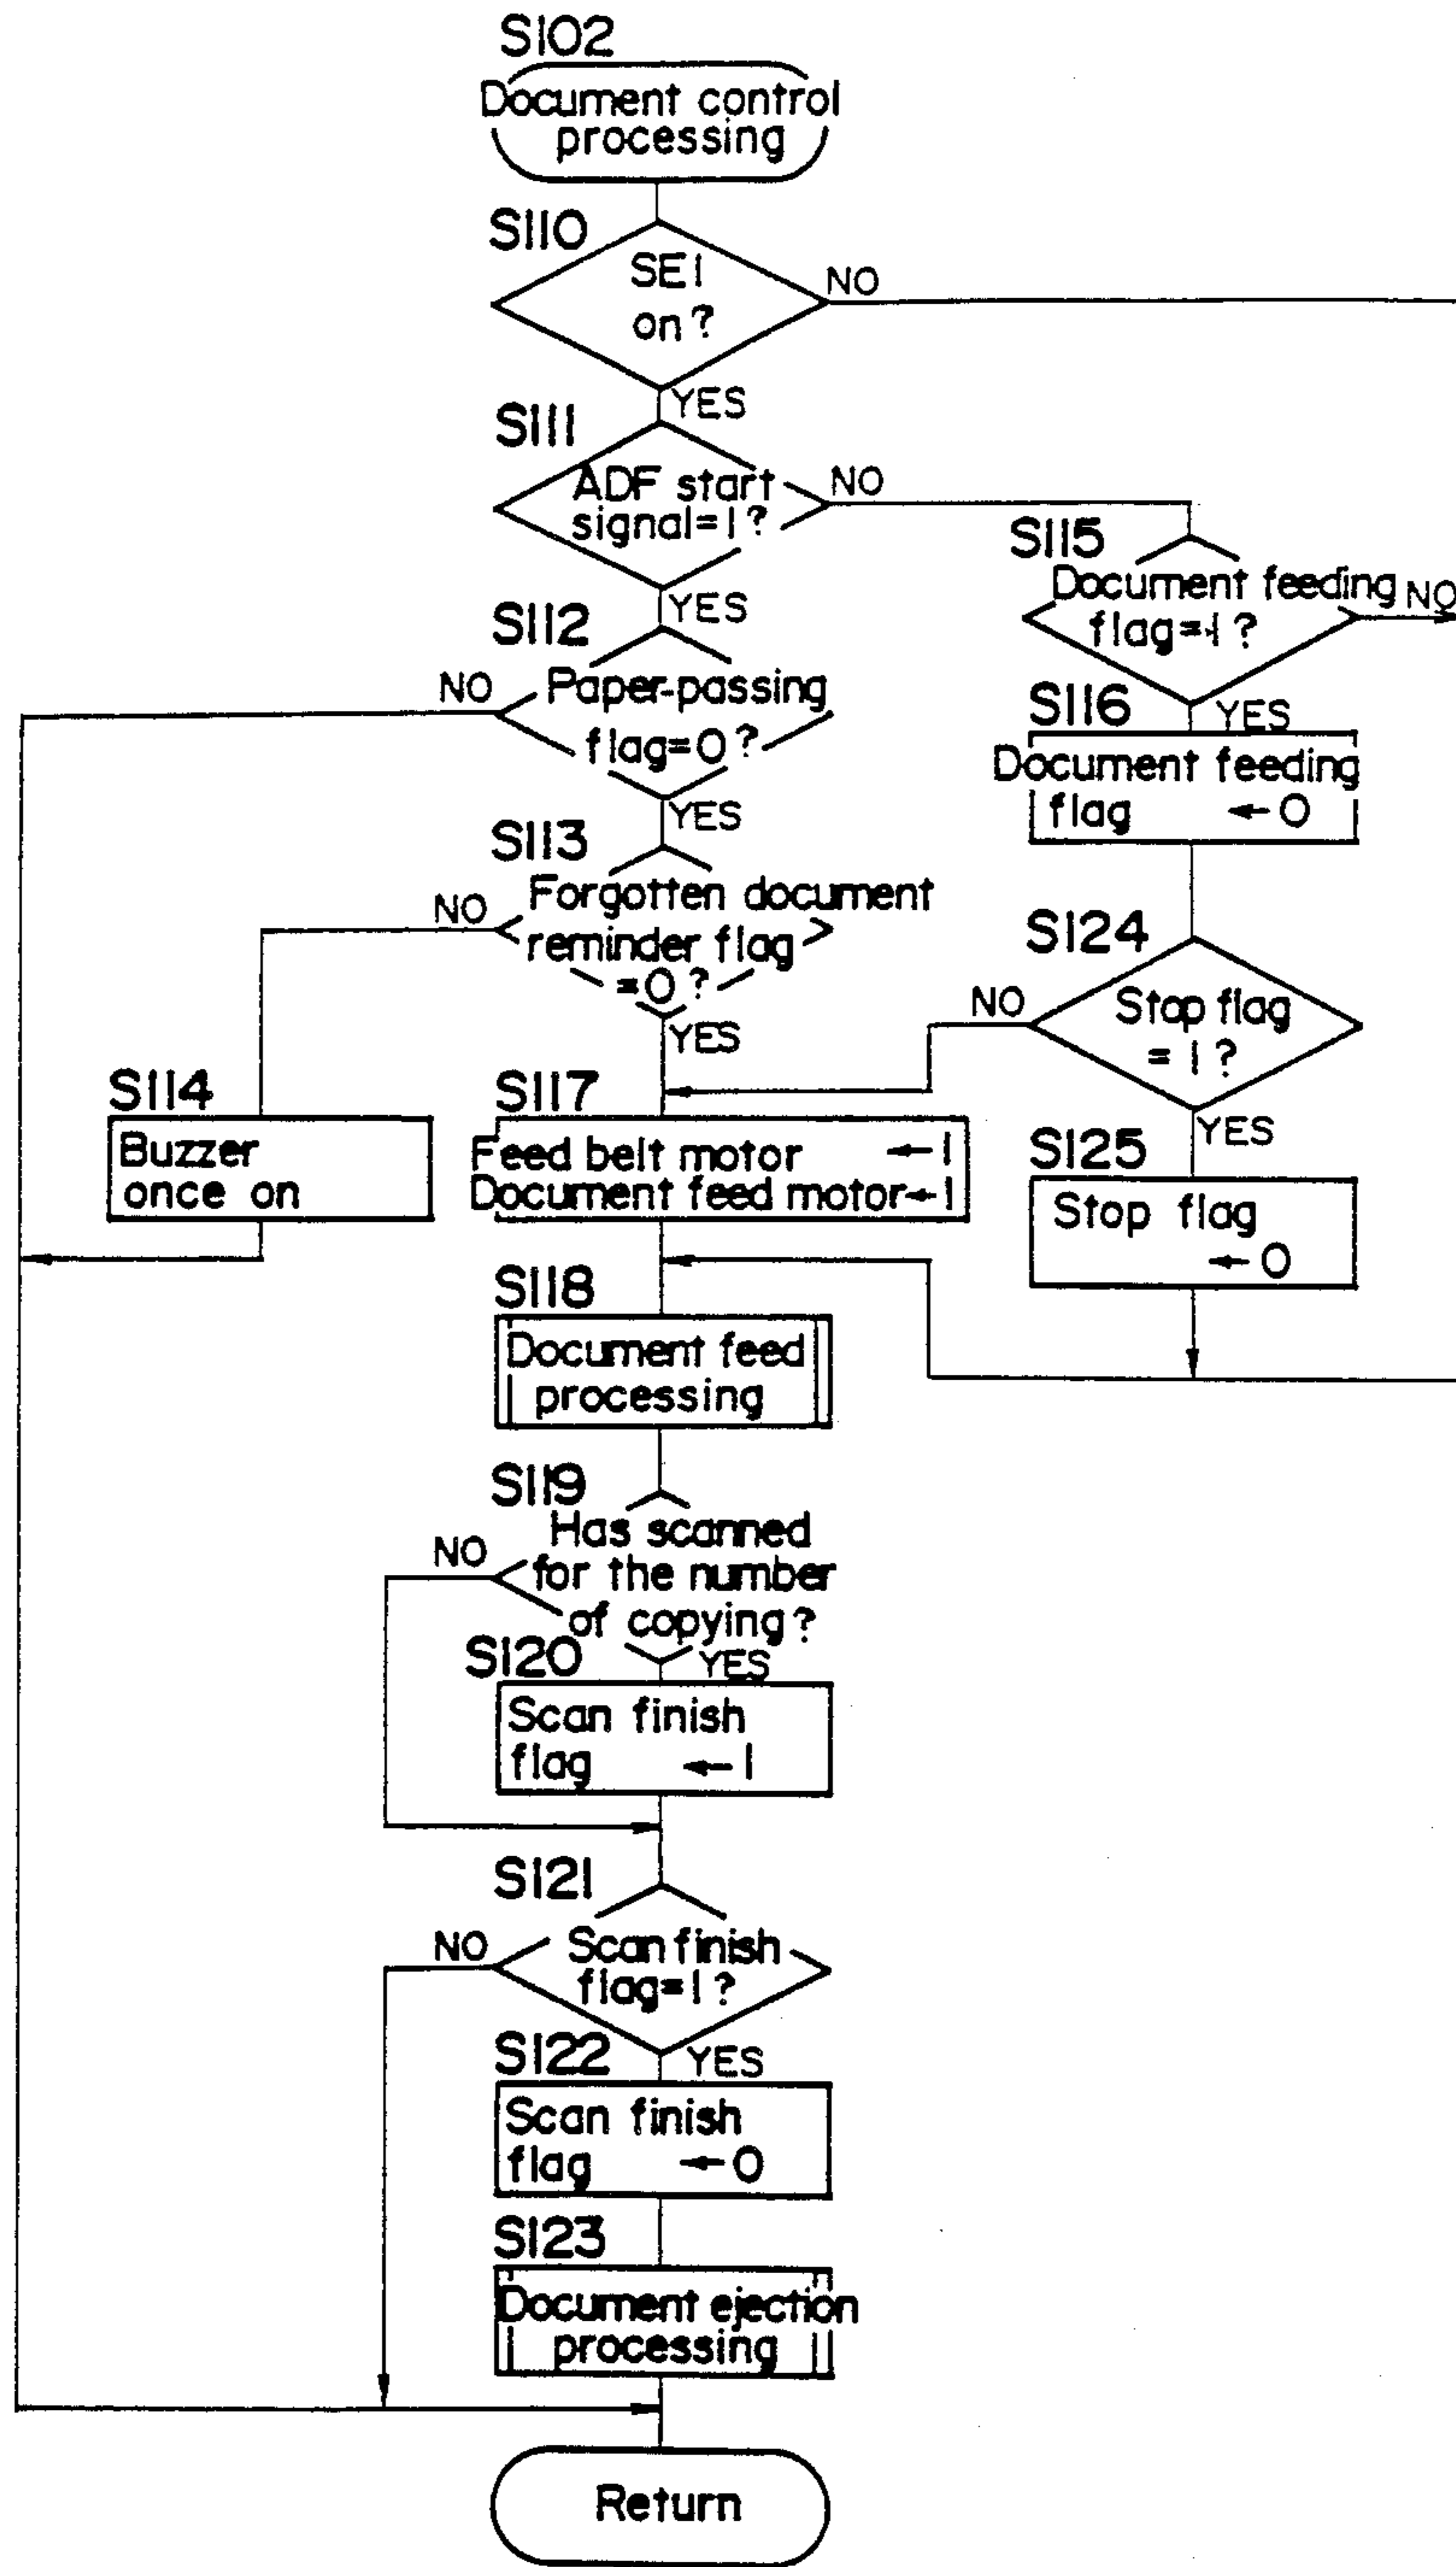 S102
Document control
processing
S110
SE1
on?
NO
YES
S111
ADF start
signal=1?
NO
YES
S115
Document feeding
flag=1?
NO
YES
S112
Paper-passing
flag=0?
NO
YES
S116
Document feeding
flag ←0
S113
Forgotten document
reminder flag
=0?
NO
YES
S124
Stop flag
=1?
NO
YES
S114
Buzzer
once on
S117
Feed belt motor ←1
Document feed motor←1
S125
Stop flag
←0
S118
Document feed
processing
S119
Has scanned
for the number
of copying?
NO
YES
S120
Scan finish
flag ←1
S121
Scan finish
flag=1?
NO
YES
S122
Scan finish
flag ←0
S123
Document ejection
processing
Return